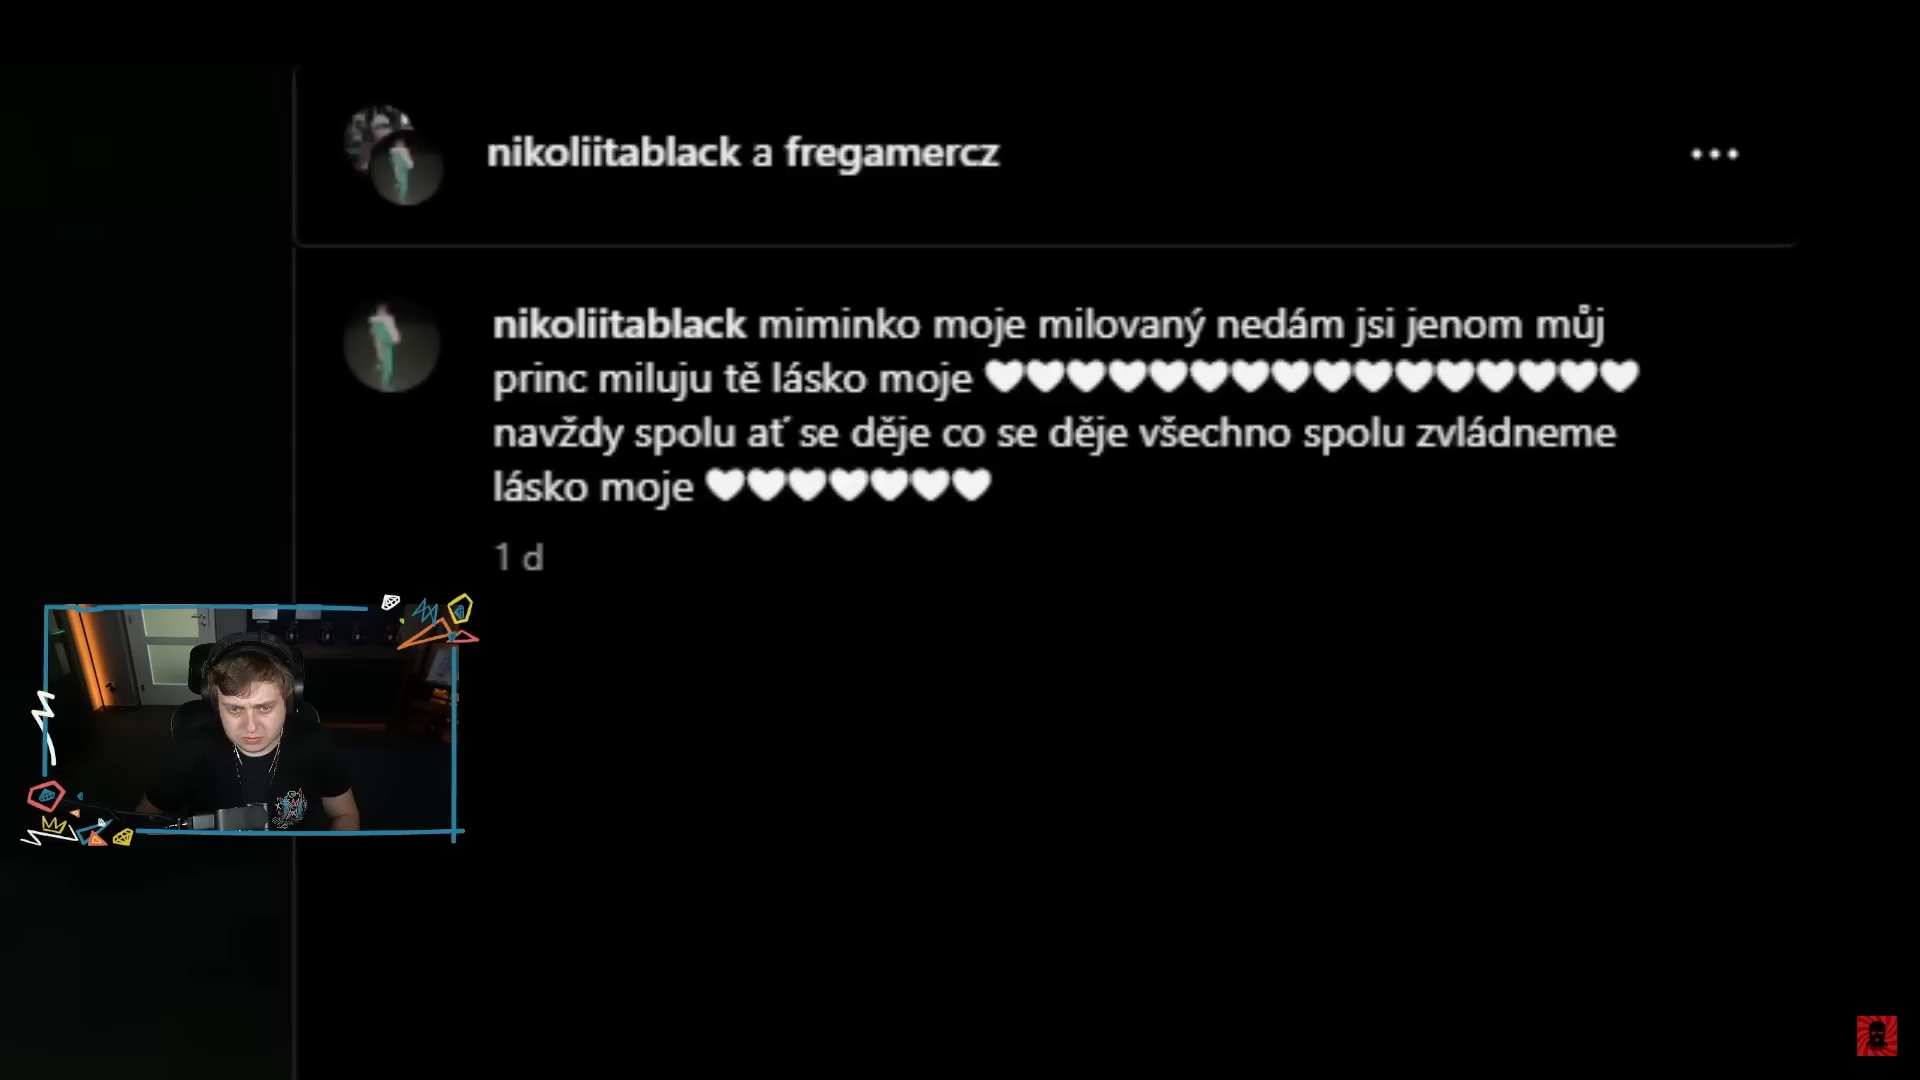 nikoliitablack a fregamercz
nikoliitablack miminko moje milovaný nedám jsi jenom můj
princ miluju tě lásko moje 🤍🤍🤍🤍🤍🤍🤍🤍🤍🤍🤍🤍🤍🤍🤍🤍
navždy spolu ať se děje co se děje všechno spolu zvládneme
lásko moje 🤍🤍🤍🤍🤍🤍🤍
1 d